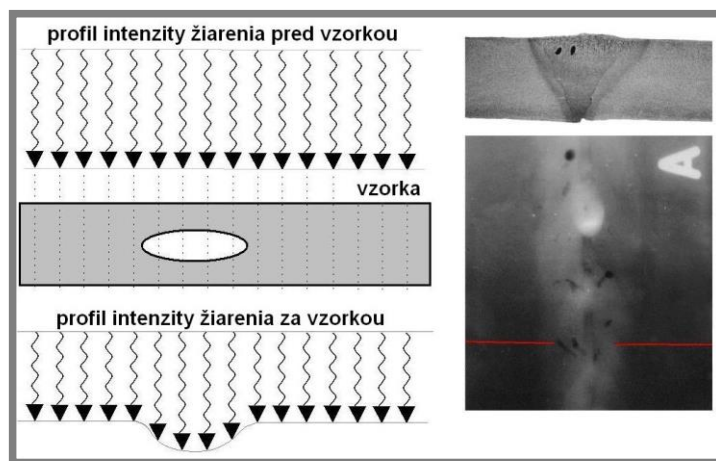 profil intenzity žiarenia pred vzorkou
vzorka
profil intenzity žiarenia za vzorkou
A